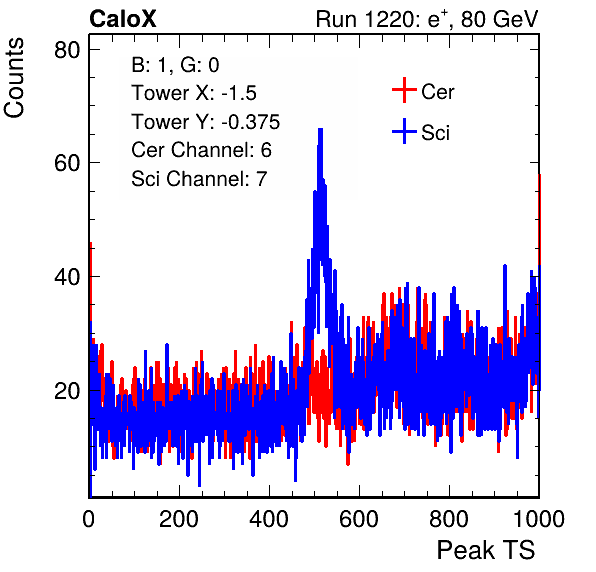 CaloX Run 1220: e⁺, 80 GeV
Counts
80
B: 1, G: 0
Tower X: -1.5
Tower Y: -0.375
Cer Channel: 6
Sci Channel: 7
Cer
Sci
60
40
20
0 200 400 600 800 1000
Peak TS